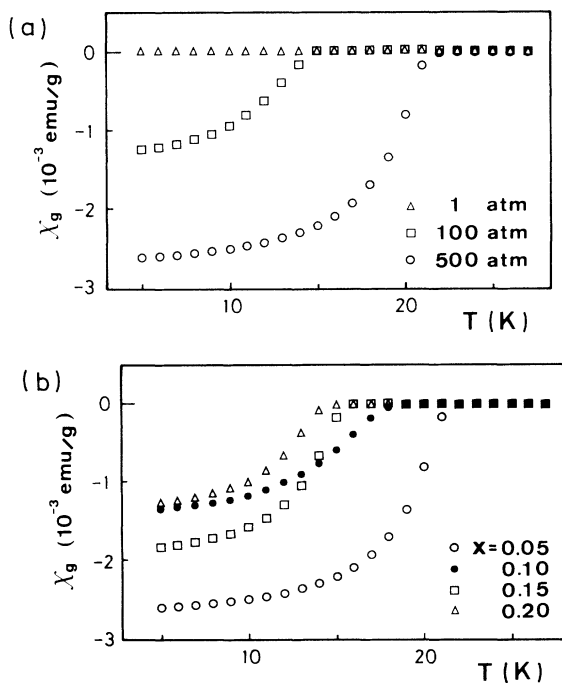 (a)
0
-1
-2
-3
χg (10⁻³ emu/g)
△ 1 atm
□ 100 atm
○ 500 atm
10
20
T (K)
(b)
0
-1
-2
-3
χg (10⁻³ emu/g)
○ X=0.05
● 0.10
□ 0.15
△ 0.20
10
20
T (K)